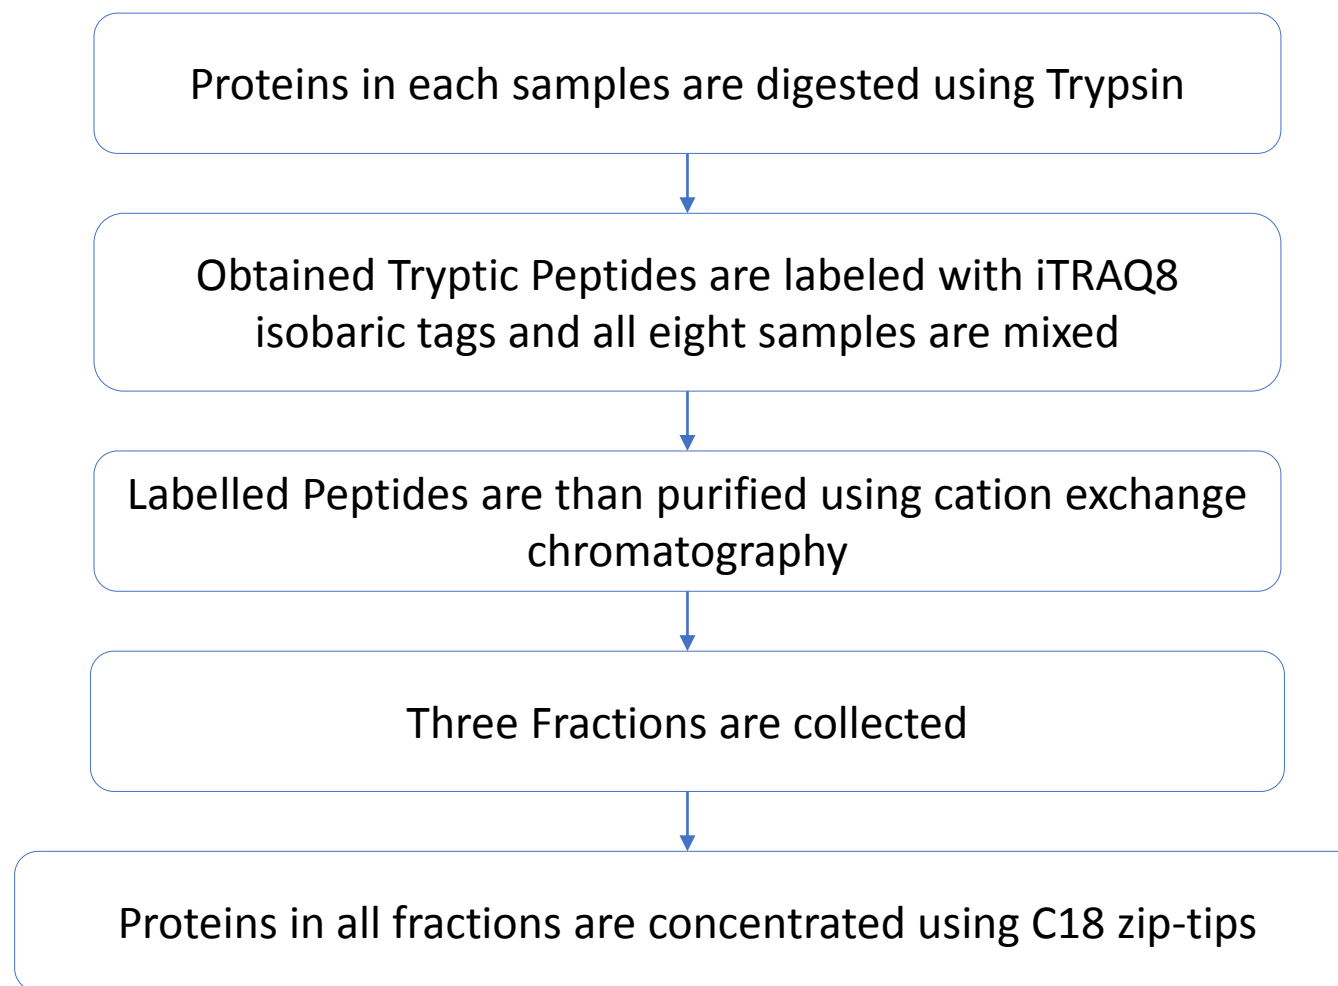 Proteins in each samples are digested using Trypsin
Obtained Tryptic Peptides are labeled with iTRAQ8
isobaric tags and all eight samples are mixed
Labelled Peptides are than purified using cation exchange
chromatography
Three Fractions are collected
Proteins in all fractions are concentrated using C18 zip-tips